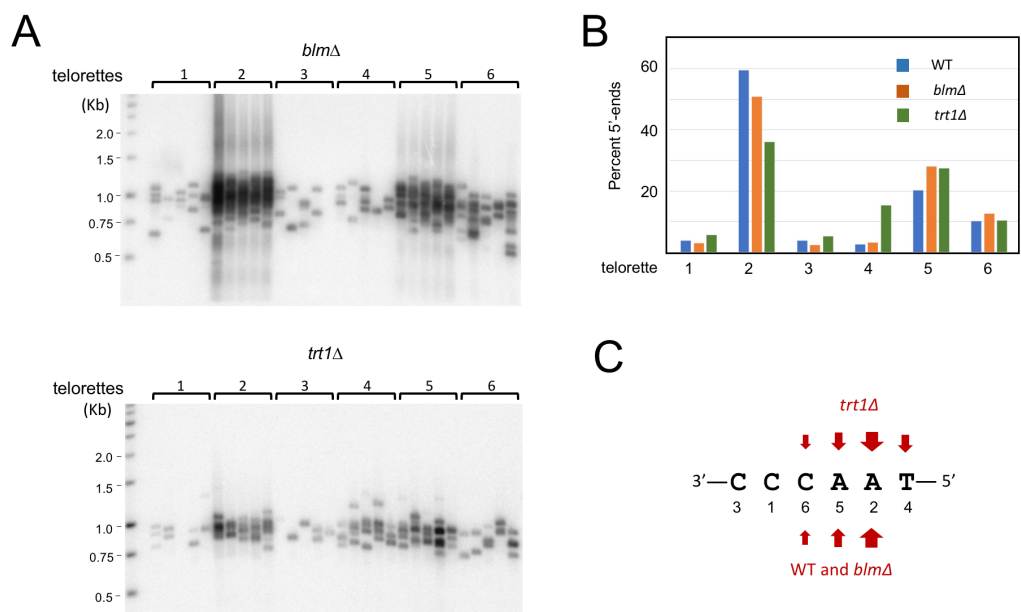 A
blmΔ
telorettes 1 2 3 4 5 6
(Kb)
2.0
1.5
1.0
0.75
0.5
trt1Δ
telorettes 1 2 3 4 5 6
(Kb)
2.0
1.5
1.0
0.75
0.5
B
Percent 5'-ends
60
40
20
WT
blmΔ
trt1Δ
telorette 1 2 3 4 5 6
C
trt1Δ
3'—C C C A A T—5'
3 1 6 5 2 4
WT and blmΔ